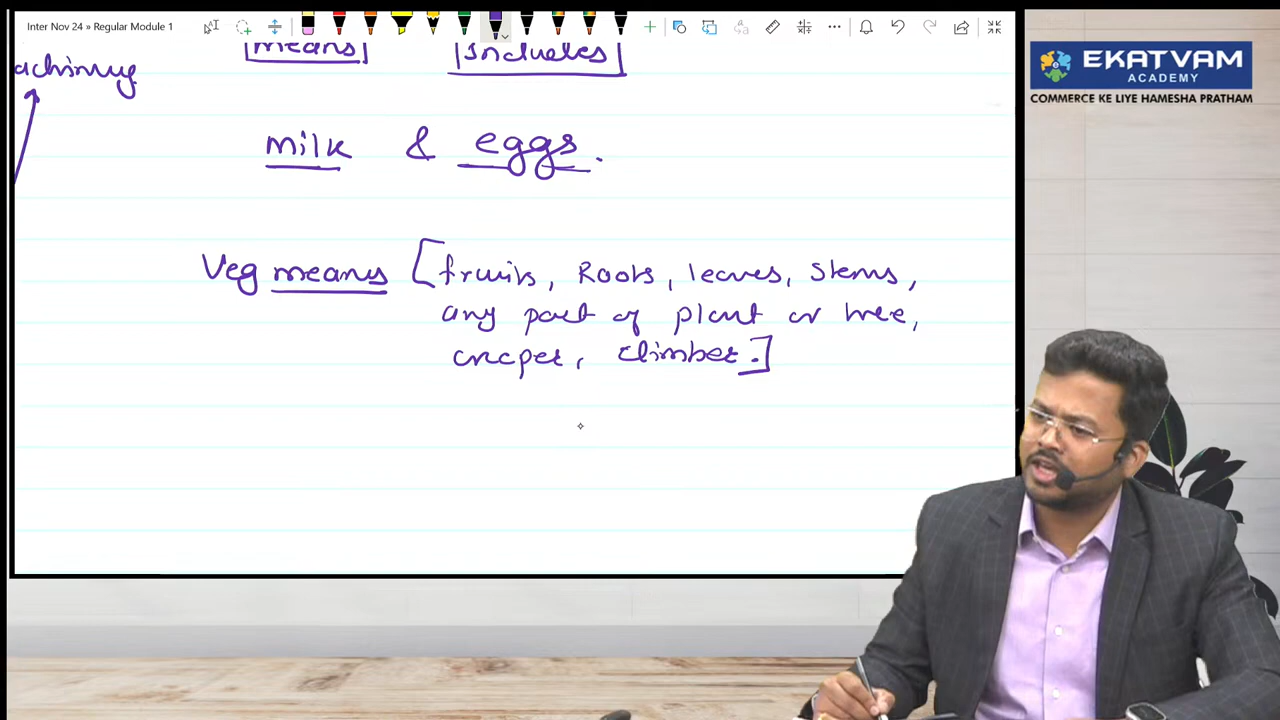 Inter Nov 24 » Regular Module 1
means Includes
achinery
milk & eggs.
Veg means [fruits, Roots, leaves, Stems,
any part of plant or tree,
creaper, climber.]
EKATVAM
ACADEMY
COMMERCE KE LIYE HAMESHA PRATHAM